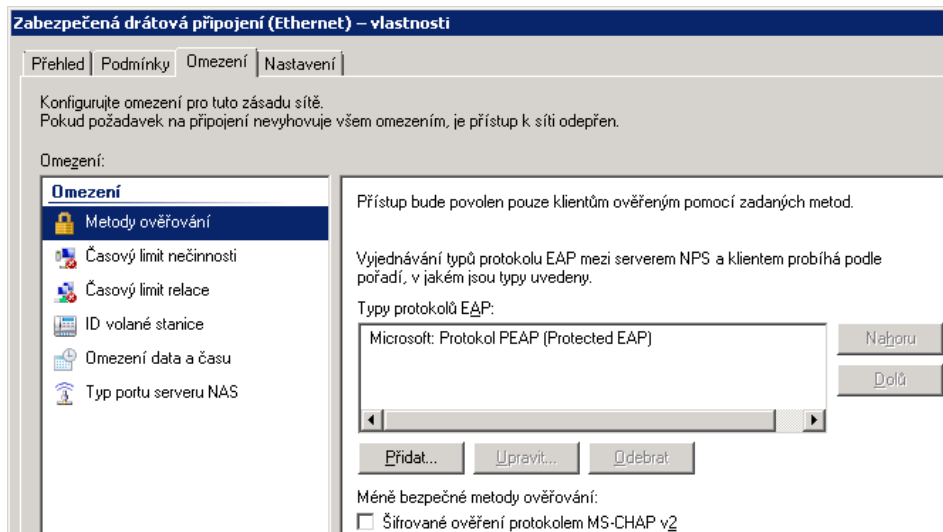 Zabezpečená drátová připojení (Ethernet) – vlastnosti
Přehled Podmínky Omezení Nastavení
Konfigurujte omezení pro tuto zásadu sítě.
Pokud požadavek na připojení nevyhovuje všem omezením, je přístup k síti odepřen.
Omezení:
Omezení
Metody ověřování
Časový limit nečinnosti
Časový limit relace
ID volané stanice
Omezení data a času
Typ portu serveru NAS
Přístup bude povolen pouze klientům ověřeným pomocí zadaných metod.
Vyjednávání typů protokolu EAP mezi serverem NPS a klientem probíhá podle
pořadí, v jakém jsou typy uvedeny.
Typy protokolů EAP:
Microsoft: Protokol PEAP (Protected EAP)
Nahoru
Dolů
Přidat... Upravit... Odebrat
Méně bezpečné metody ověřování:
Šifrované ověření protokolem MS-CHAP v2